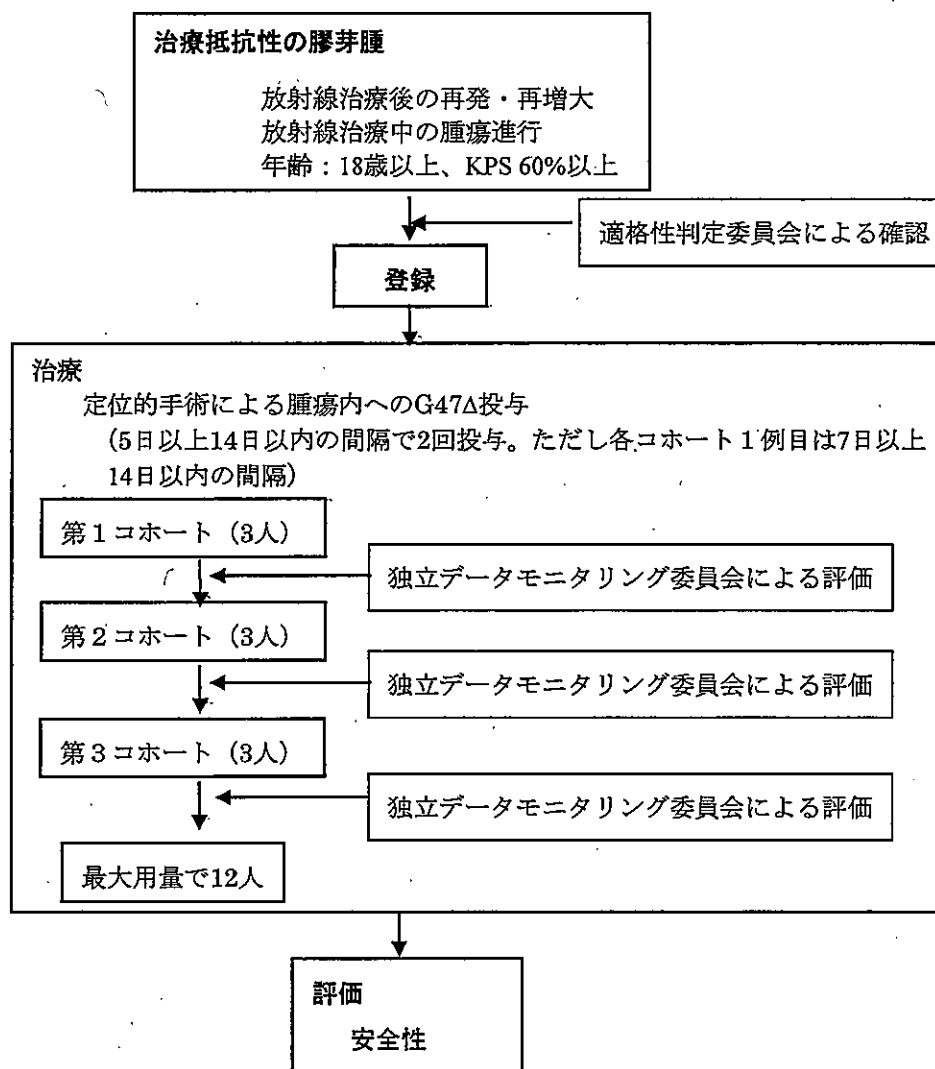 治療抵抗性の膠芽腫
放射線治療後の再発・再増大
放射線治療中の腫瘍進行
年齢：18歳以上、KPS 60%以上
適格性判定委員会による確認
登録
治療
定位的手術による腫瘍内へのG47Δ投与
(5日以上14日以内の間隔で2回投与。ただし各コホート1例目は7日以上
14日以内の間隔)
第1コホート (3人)
独立データモニタリング委員会による評価
第2コホート (3人)
独立データモニタリング委員会による評価
第3コホート (3人)
独立データモニタリング委員会による評価
最大用量で12人
評価
安全性